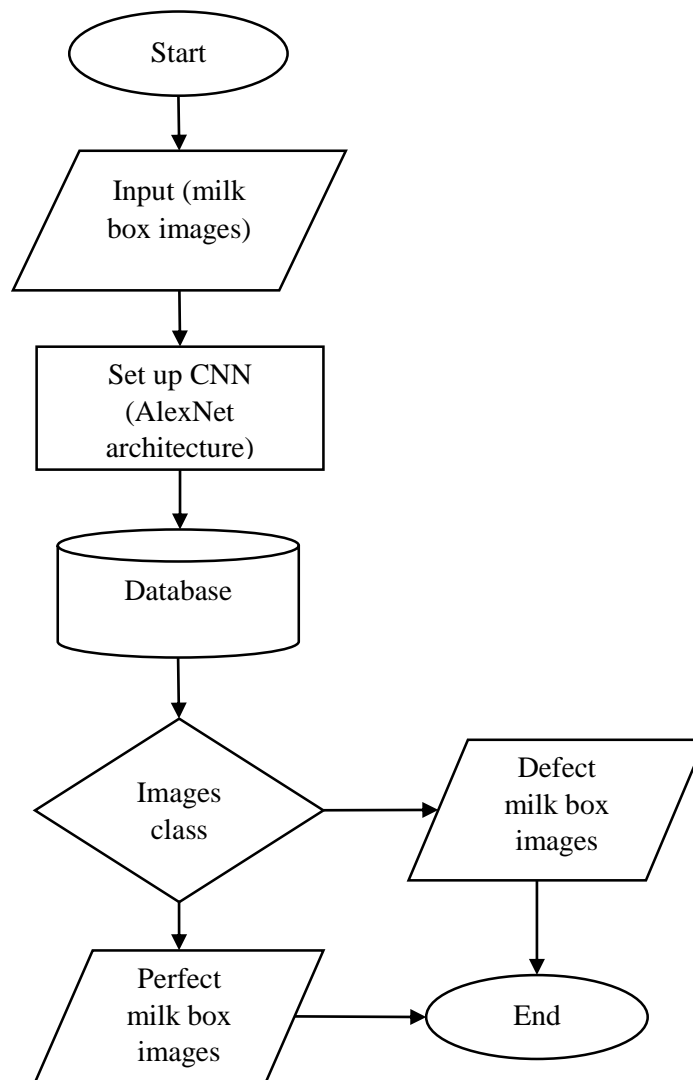 Start
Input (milk
box images)
Set up CNN
(AlexNet
architecture)
Database
Images
class
Defect
milk box
images
Perfect
milk box
images
End